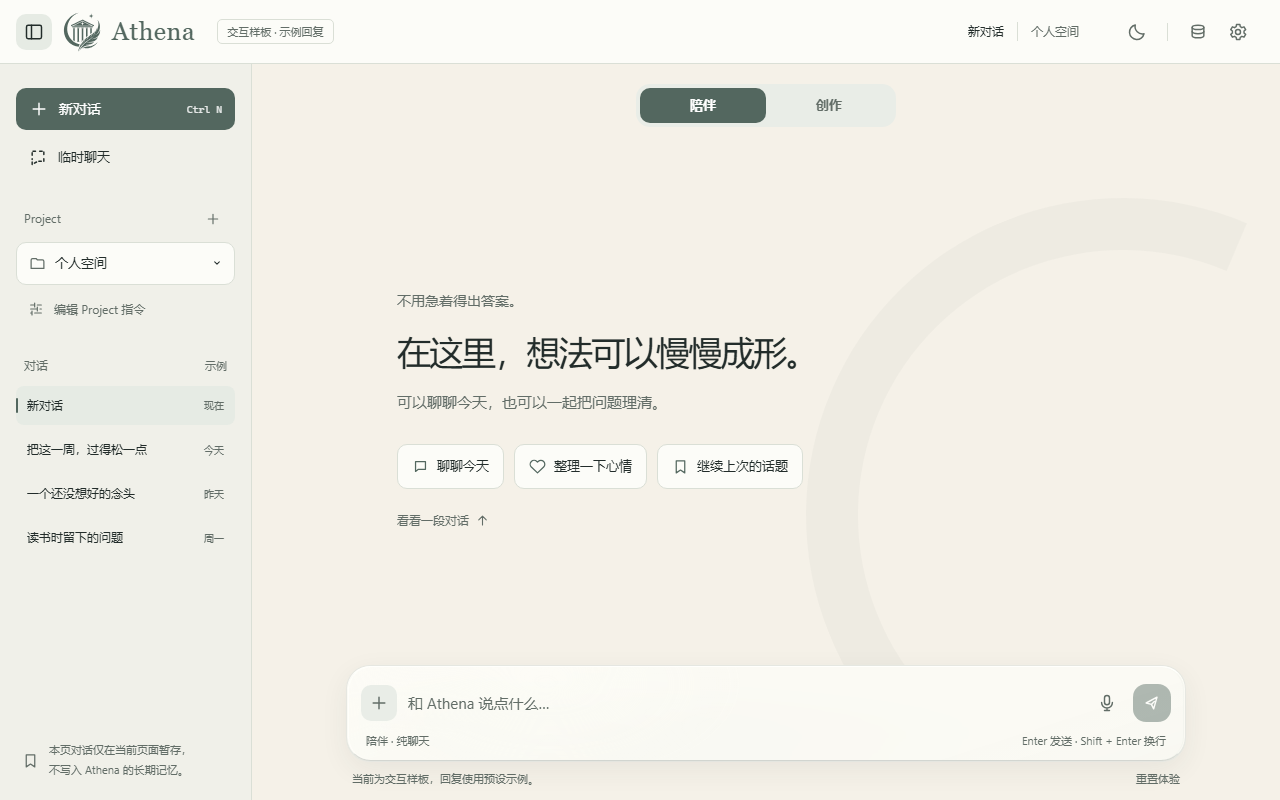 Athena
交互样板 · 示例回复
新对话
个人空间
新对话
Ctrl N
临时聊天
Project
个人空间
编辑 Project 指令
对话
示例
新对话
现在
把这一周，过得松一点
今天
一个还没想好的念头
昨天
读书时留下的问题
周一
本页对话仅在当前页面暂存，
不写入 Athena 的长期记忆。
陪伴
创作
不用急着得出答案。
在这里，想法可以慢慢成形。
可以聊聊今天，也可以一起把问题理清。
聊聊今天
整理一下心情
继续上次的话题
看看一段对话
和 Athena 说点什么...
陪伴 · 纯聊天
Enter 发送 · Shift + Enter 换行
当前为交互样板，回复使用预设示例。
重置体验